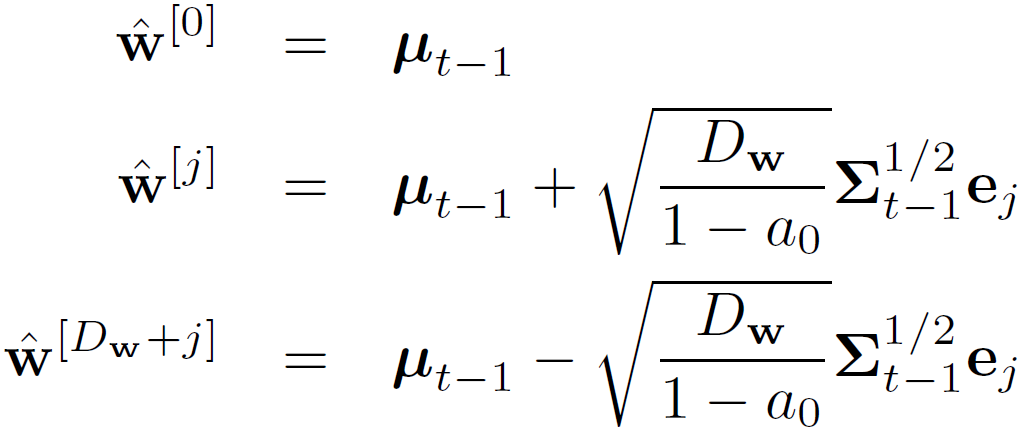 ŵ^{[0]} = μ_{t−1}
ŵ^{[j]} = μ_{t−1} + √(D_w / (1 − a_0)) Σ_{t−1}^{1/2} e_j
ŵ^{[D_w+j]} = μ_{t−1} − √(D_w / (1 − a_0)) Σ_{t−1}^{1/2} e_j